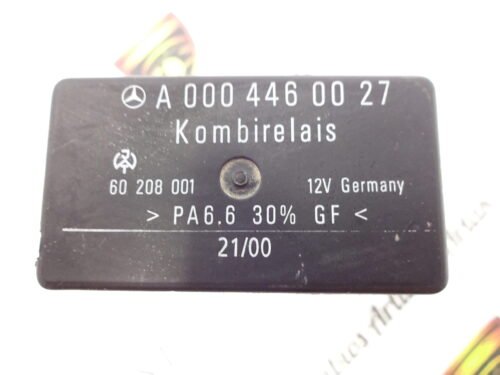 A 000 446 00 27
Kombirelais
60 208 001 12V Germany
> PA6.6 30% GF <
21/00